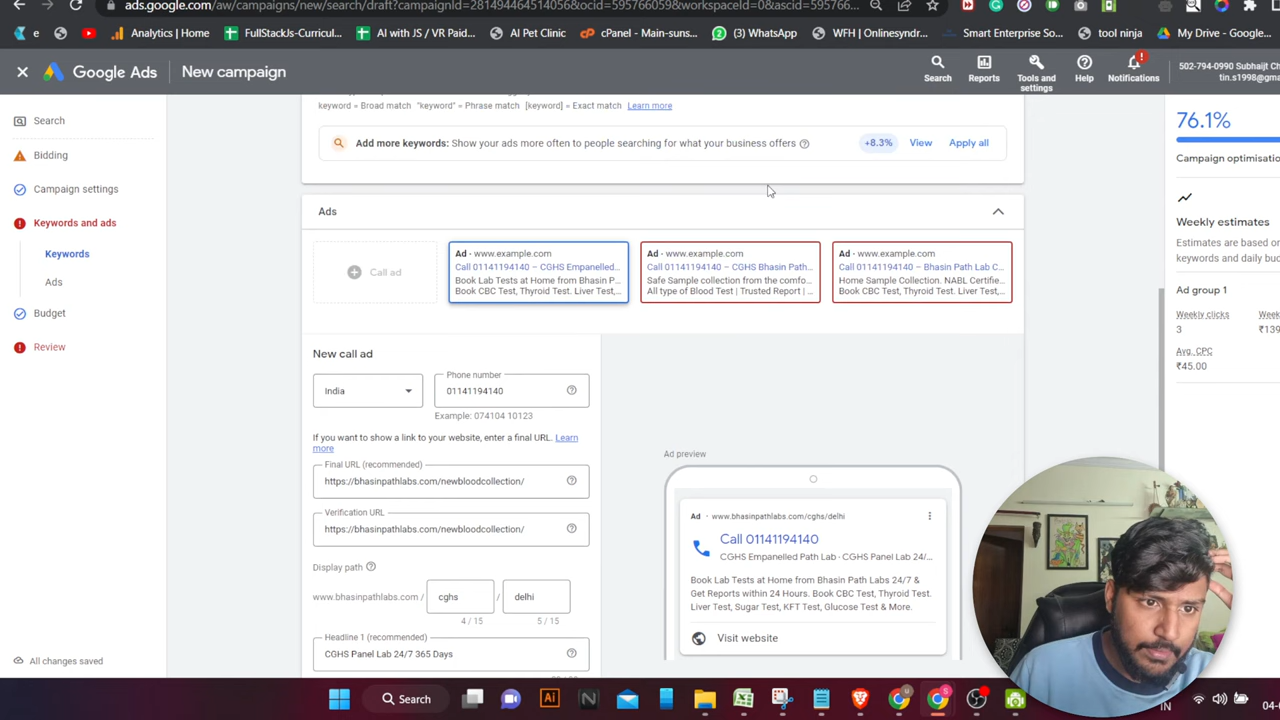 ads.google.com/aw/campaigns/new/search/draft?campaignId=281494464514056&ocid=595766059&workspaceId=0&ascid=595766...
e
Analytics | Home
FullStackJs-Curricul...
AI with JS / VR Paid...
AI Pet Clinic
cPanel - Main-suns...
(3) WhatsApp
WFH | Onlinesyndr...
Smart Enterprise So...
tool ninja
My Drive - Google...
Google Ads
New campaign
Search
Reports
Tools and
settings
Help
Notifications
502-794-0990 Subhaijt Ch
tin.s1998@gma
keyword = Broad match "keyword" = Phrase match [keyword] = Exact match Learn more
Add more keywords: Show your ads more often to people searching for what your business offers
+8.3%
View
Apply all
Search
Bidding
Campaign settings
Keywords and ads
Keywords
Ads
Budget
Review
All changes saved
Ads
Call ad
Ad · www.example.com
Call 01141194140 – CGHS Empanelled...
Book Lab Tests at Home from Bhasin P...
Book CBC Test, Thyroid Test. Liver Test,...
Ad · www.example.com
Call 01141194140 – CGHS Bhasin Path...
Safe Sample collection from the comfo...
All type of Blood Test | Trusted Report | ...
Ad · www.example.com
Call 01141194140 – Bhasin Path Lab C...
Home Sample Collection. NABL Certifie...
Book CBC Test, Thyroid Test. Liver Test,...
New call ad
India
Phone number
01141194140
Example: 074104 10123
If you want to show a link to your website, enter a final URL. Learn
more
Final URL (recommended)
https://bhasinpathlabs.com/newbloodcollection/
Verification URL
https://bhasinpathlabs.com/newbloodcollection/
Display path
www.bhasinpathlabs.com / cghs / delhi
4 / 15
5 / 15
Headline 1 (recommended)
CGHS Panel Lab 24/7 365 Days
Ad preview
Ad · www.bhasinpathlabs.com/cghs/delhi
Call 01141194140
CGHS Empanelled Path Lab · CGHS Panel Lab 24/...
Book Lab Tests at Home from Bhasin Path Labs 24/7 &
Get Reports within 24 Hours. Book CBC Test, Thyroid Test.
Liver Test, Sugar Test, KFT Test, Glucose Test & More.
Visit website
76.1%
Campaign optimisatio
Weekly estimates
Estimates are based o
keywords and daily bu
Ad group 1
Weekly clicks
3
Wee
₹139
Avg. CPC
₹45.00
Search
IN
04-